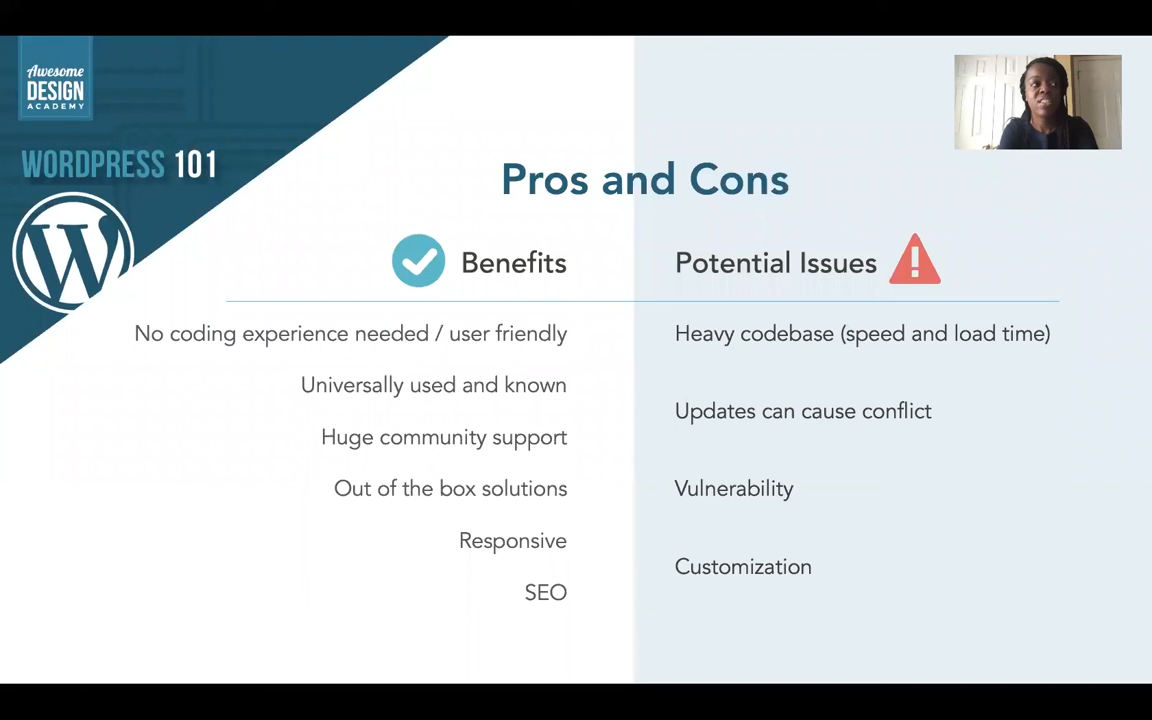 Awesome
DESIGN
ACADEMY
WORDPRESS 101
Pros and Cons
Benefits
No coding experience needed / user friendly
Universally used and known
Huge community support
Out of the box solutions
Responsive
SEO
Potential Issues
Heavy codebase (speed and load time)
Updates can cause conflict
Vulnerability
Customization